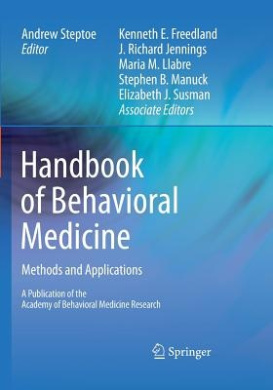 Andrew Steptoe
Editor
Kenneth E. Freedland
J. Richard Jennings
Maria M. Llabre
Stephen B. Manuck
Elizabeth J. Susman
Associate Editors
Handbook
of Behavioral
Medicine
Methods and Applications
A Publication of the
Academy of Behavioral Medicine Research
Springer